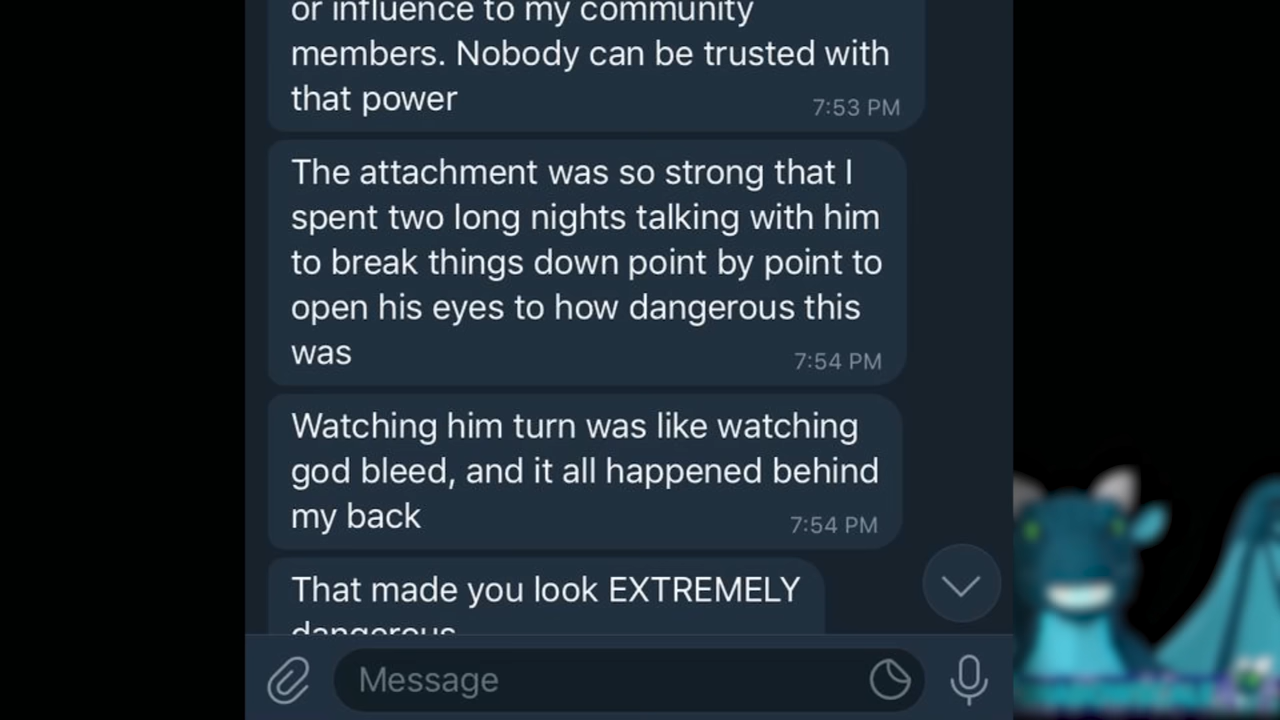 or influence to my community
members. Nobody can be trusted with
that power
7:53 PM
The attachment was so strong that I
spent two long nights talking with him
to break things down point by point to
open his eyes to how dangerous this
was
7:54 PM
Watching him turn was like watching
god bleed, and it all happened behind
my back
7:54 PM
That made you look EXTREMELY
dangerous
Message